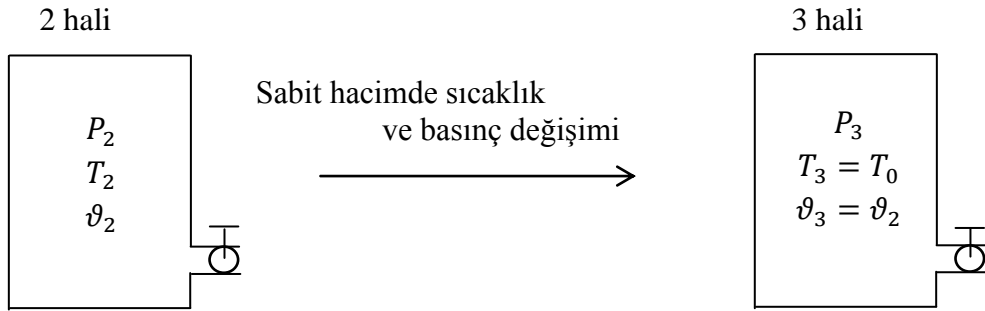 2 hali
3 hali
Sabit hacimde sıcaklık
ve basınç değişimi
𝑃₂
𝑇₂
𝜗₂
𝑃₃
𝑇₃ = 𝑇₀
𝜗₃ = 𝜗₂